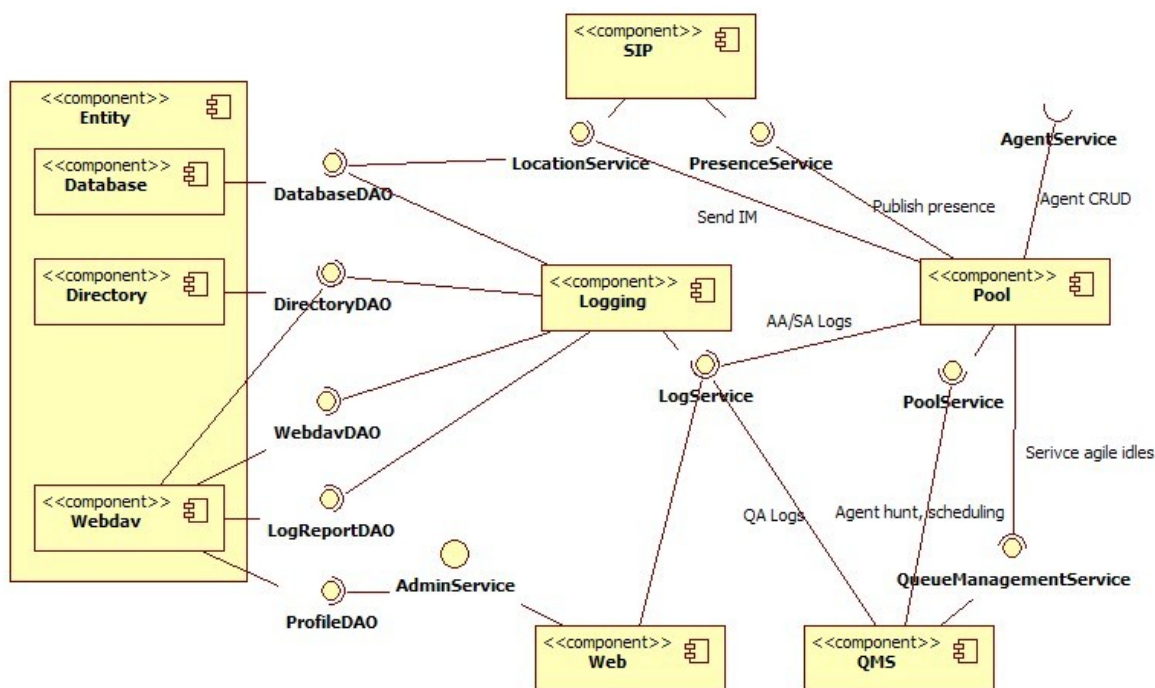 <<component>>
SIP
<<component>>
Entity
<<component>>
Database
DatabaseDAO
LocationService
PresenceService
AgentService
Send IM
Publish presence
Agent CRUD
<<component>>
Directory
DirectoryDAO
<<component>>
Logging
<<component>>
Pool
AA/SA Logs
LogService
PoolService
WebdavDAO
Serivce agile idles
<<component>>
Webdav
LogReportDAO
QA Logs
Agent hunt, scheduling
AdminService
QueueManagementService
ProfileDAO
<<component>>
Web
<<component>>
QMS